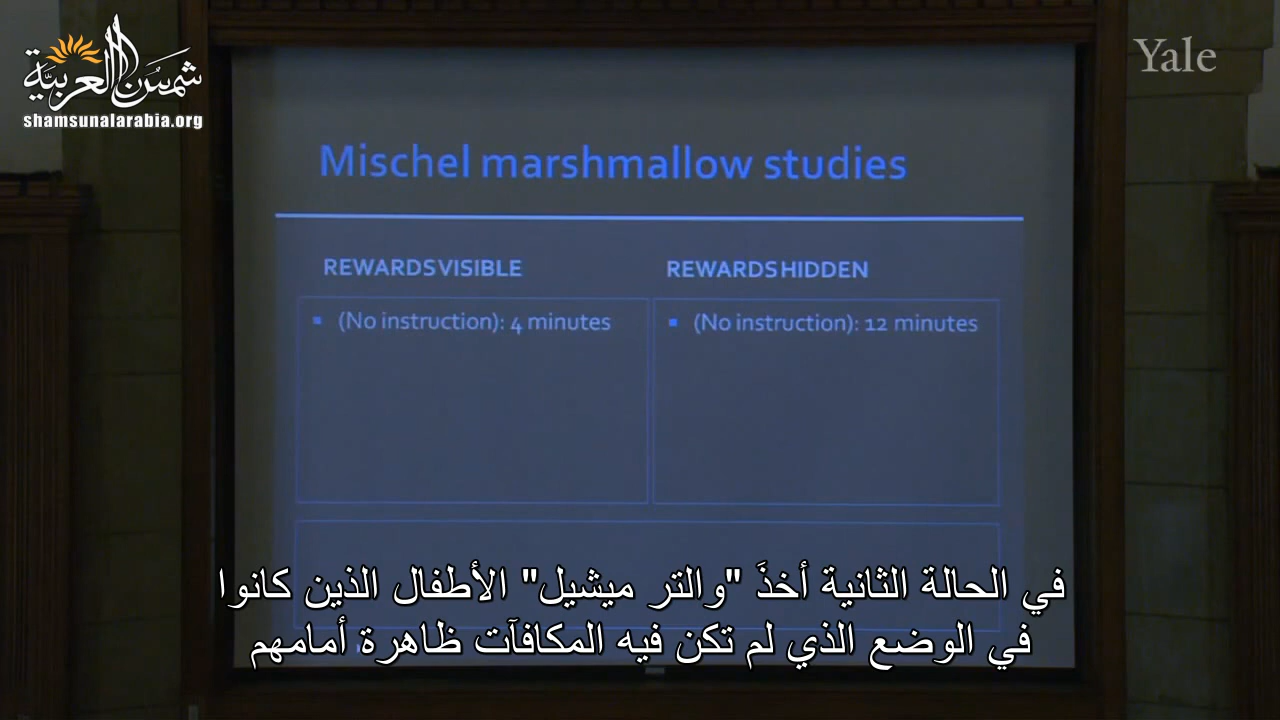 شمس العربية
shamsunalarabia.org
Yale
Mischel marshmallow studies
REWARDS VISIBLE
▪ (No instruction): 4 minutes
REWARDS HIDDEN
▪ (No instruction): 12 minutes
في الحالة الثانية أخذَ "والتر ميشيل" الأطفال الذين كانوا
في الوضع الذي لم تكن فيه المكافآت ظاهرة أمامهم